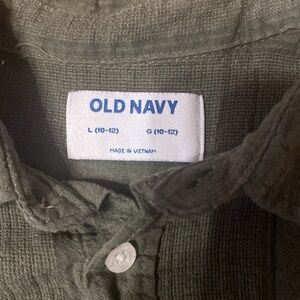 OLD NAVY
L (10-12) G (10-12)
MADE IN VIETNAM